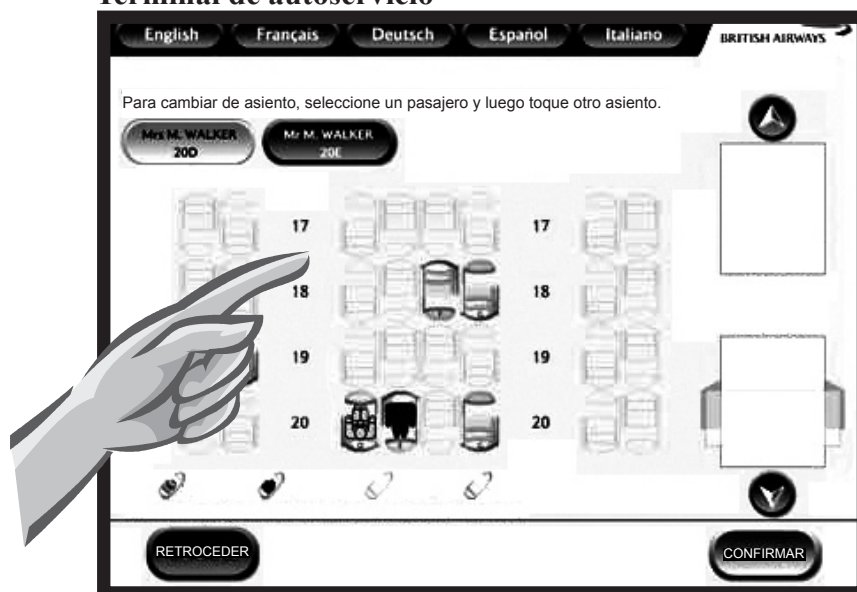 Terminal de autoservicio
English Français Deutsch Español Italiano BRITISH AIRWAYS
Para cambiar de asiento, seleccione un pasajero y luego toque otro asiento.
Mrs M. WALKER
20D
Mr M. WALKER
20E
17 17
18 18
19 19
20 20
RETROCEDER CONFIRMAR